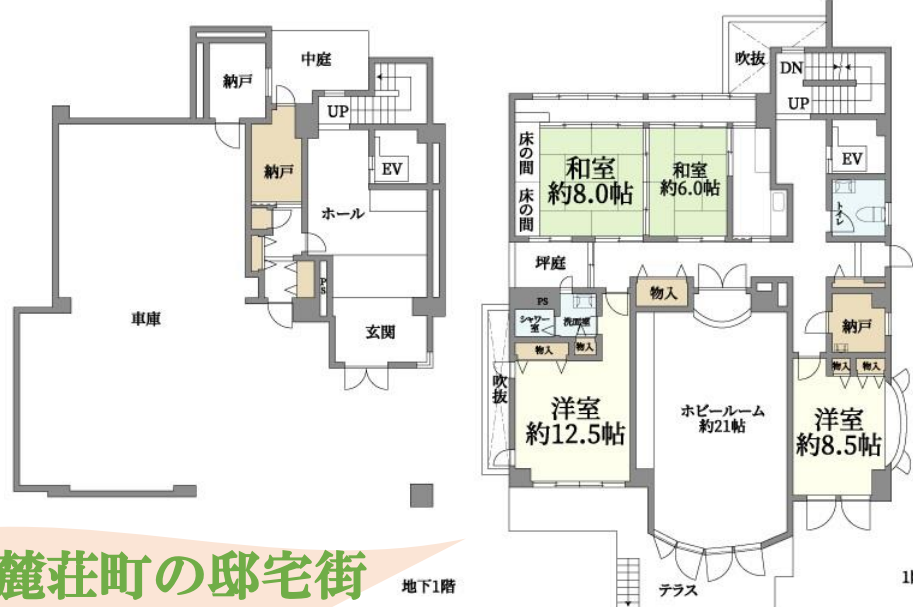 中庭
納戸
UP
納戸
EV
ホール
PS
車庫
玄関
麓荘町の邸宅街
地下1階
吹抜
DN
UP
床の間
床の間
和室
約8.0帖
和室
約6.0帖
EV
トイレ
坪庭
物入
PS
シャワー
室
洗面室
物入
物入
納戸
物入
物入
吹抜
洋室
約12.5帖
ホビールーム
約21帖
洋室
約8.5帖
テラス